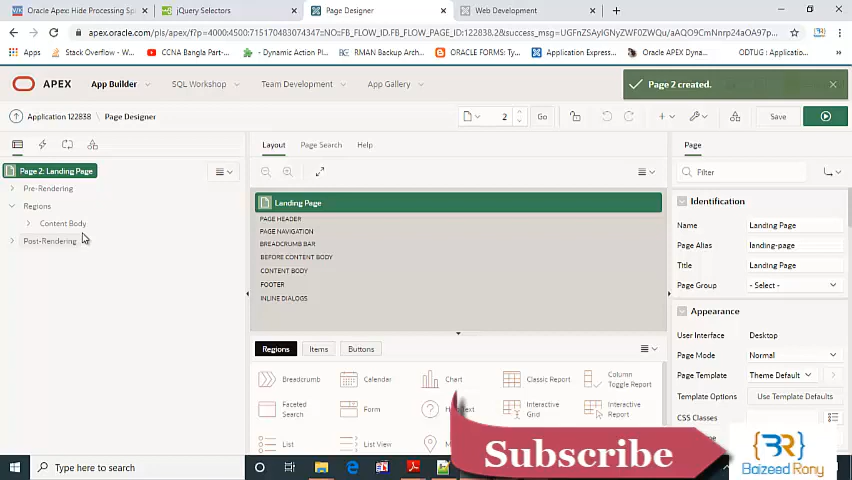 Oracle Apex: Hide Processing Sp
jQuery Selectors
Page Designer
Web Development
apex.oracle.com/pls/apex/f?p=4000
Apps
Stack Overflow - W...
CCNA Bangla Part-...
- Dynamic Action Pl...
RMAN Backup Arch...
ORACLE FORMS: Ty...
Application Express...
Oracle APEX Dyna...
ODTUG : Applicatio...
APEX
App Builder
SQL Workshop
Team Development
App Gallery
Page 2 created.
Application 122838
Page Designer
2
Go
Save
Layout
Page Search
Help
Page
Page 2: Landing Page
Filter
Pre-Rendering
Regions
Content Body
Post-Rendering
Landing Page
PAGE HEADER
PAGE NAVIGATION
BREADCRUMB BAR
BEFORE CONTENT BODY
CONTENT BODY
FOOTER
INLINE DIALOGS
Identification
Name
Landing Page
Page Alias
landing-page
Title
Landing Page
Page Group
- Select -
Appearance
User Interface
Desktop
Page Mode
Normal
Page Template
Theme Default
Template Options
Use Template Defaults
CSS Classes
Regions
Items
Buttons
Breadcrumb
Calendar
Chart
Classic Report
Column Toggle Report
Faceted Search
Form
Interactive Grid
Interactive Report
List
List View
Subscribe
BR
Baizeed Rony
Type here to search